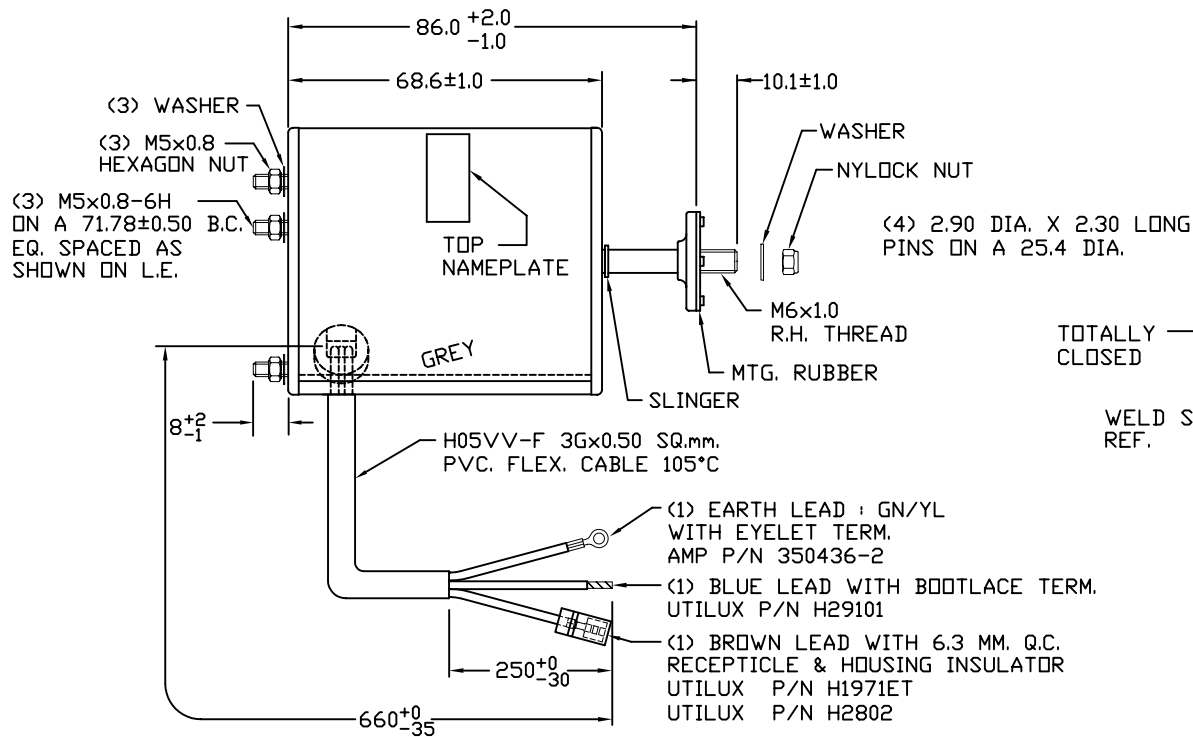 86.0 +2.0 -1.0
68.6±1.0
10.1±1.0
(3) WASHER
(3) M5x0.8
HEXAGON NUT
(3) M5x0.8-6H
ON A 71.78±0.50 B.C.
EQ. SPACED AS
SHOWN ON L.E.
TOP
NAMEPLATE
WASHER
NYLOCK NUT
(4) 2.90 DIA. X 2.30 LONG
PINS ON A 25.4 DIA.
M6x1.0
R.H. THREAD
TOTALLY
CLOSED
MTG. RUBBER
GREY
SLINGER
8 +2 -1
WELD S
REF.
H05VV-F 3Gx0.50 SQ.mm.
PVC. FLEX. CABLE 105°C
(1) EARTH LEAD : GN/YL
WITH EYELET TERM.
AMP P/N 350436-2
(1) BLUE LEAD WITH BOOTLACE TERM.
UTILUX P/N H29101
(1) BROWN LEAD WITH 6.3 MM. Q.C.
RECEPTICLE & HOUSING INSULATOR
UTILUX P/N H1971ET
UTILUX P/N H2802
250 +0 -30
660 +0 -35